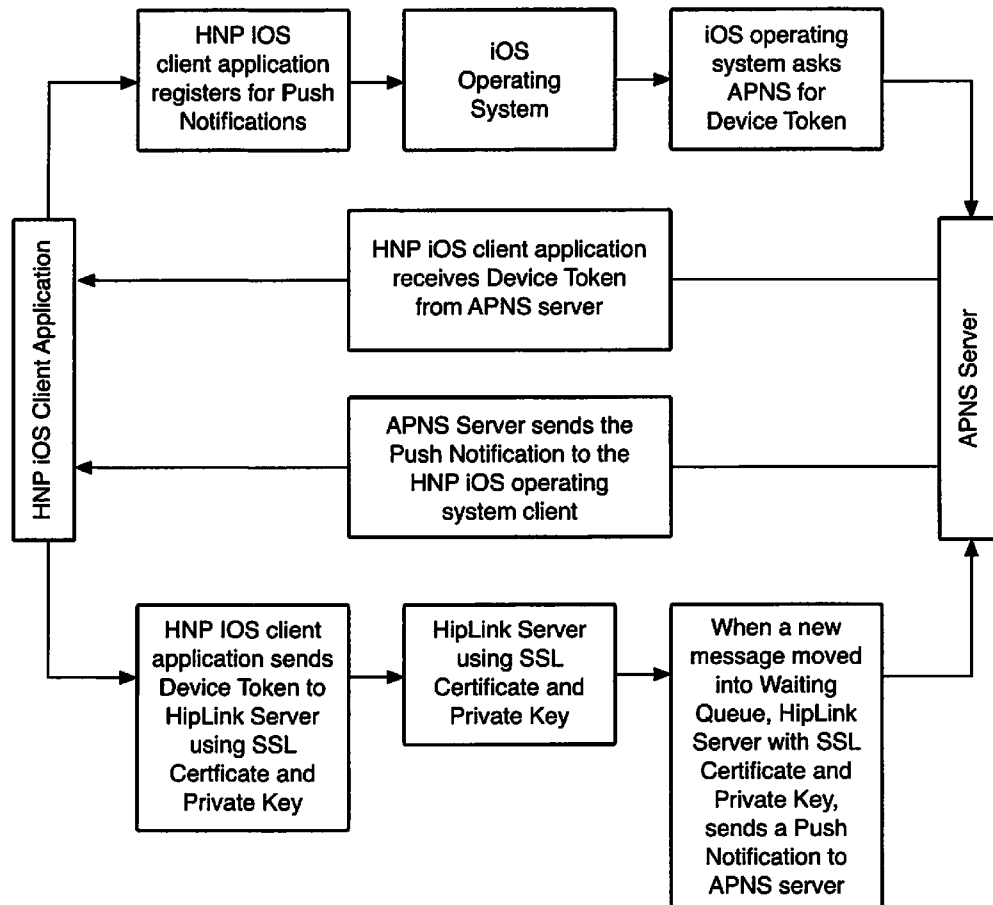 HNP IOS
client application
registers for Push
Notifications
iOS
Operating
System
iOS operating
system asks
APNS for
Device Token
HNP iOS Client Application
HNP iOS client application
receives Device Token
from APNS server
APNS Server
APNS Server sends the
Push Notification to the
HNP iOS operating
system client
HNP IOS client
application sends
Device Token to
HipLink Server
using SSL
Certficate and
Private Key
HipLink Server
using SSL
Certificate and
Private Key
When a new
message moved
into Waiting
Queue, HipLink
Server with SSL
Certificate and
Private Key,
sends a Push
Notification to
APNS server